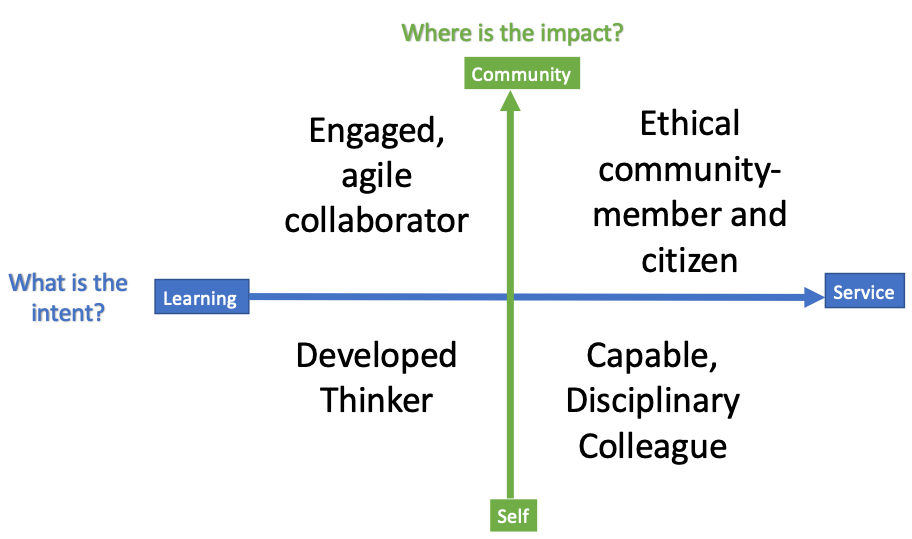 Where is the impact?
Community
Engaged,
agile
collaborator
Ethical
community-
member and
citizen
What is the
intent?
Learning
Service
Developed
Thinker
Capable,
Disciplinary
Colleague
Self